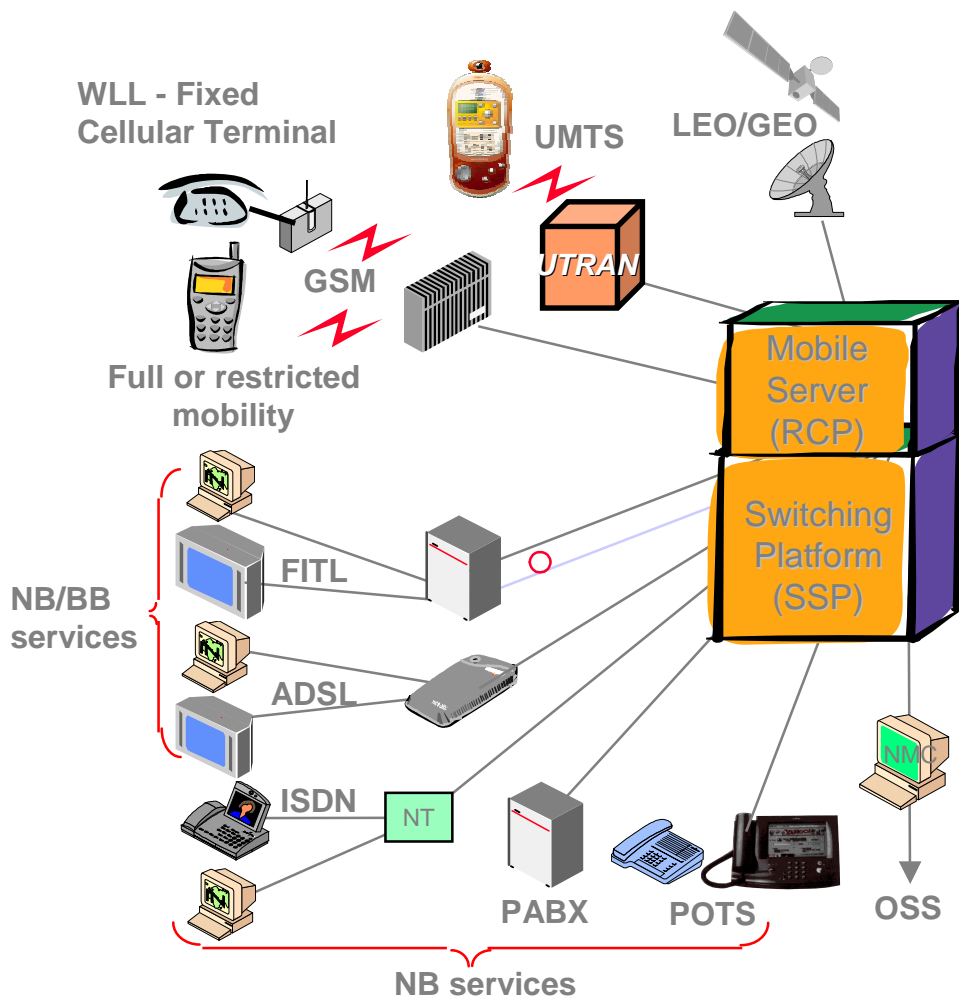 WLL - Fixed
Cellular Terminal
UMTS
LEO/GEO
UTRAN
GSM
Full or restricted
mobility
Mobile
Server
(RCP)
Switching
Platform
(SSP)
NB/BB
services
FITL
ADSL
ISDN
NT
NMC
PABX
POTS
OSS
NB services